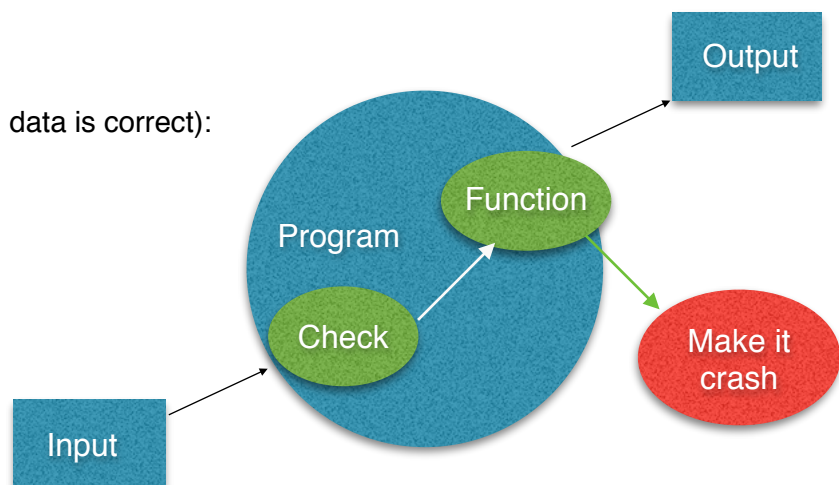 Output
data is correct):
Function
Program
Check
Make it
crash
Input